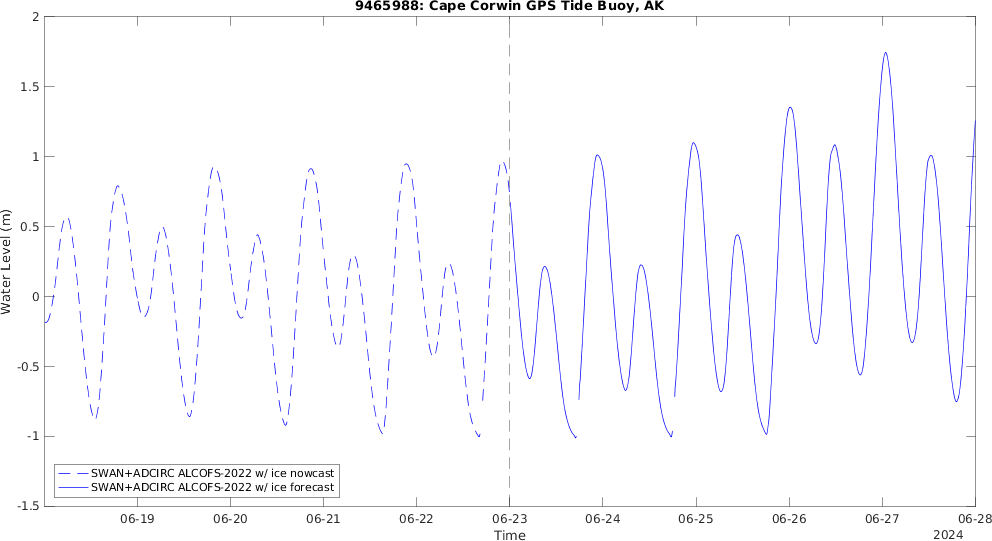 9465988: Cape Corwin GPS Tide Buoy, AK
2
1.5
1
0.5
0
-0.5
-1
-1.5
Water Level (m)
SWAN+ADCIRC ALCOFS-2022 w/ ice nowcast
SWAN+ADCIRC ALCOFS-2022 w/ ice forecast
06-19 06-20 06-21 06-22 06-23 06-24 06-25 06-26 06-27 06-28
Time
2024